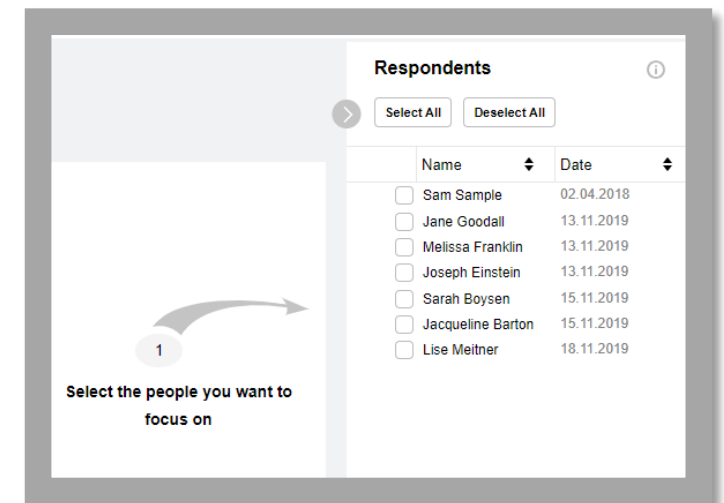 Respondents
Select All Deselect All
Name Date
Sam Sample 02.04.2018
Jane Goodall 13.11.2019
Melissa Franklin 13.11.2019
Joseph Einstein 13.11.2019
Sarah Boysen 15.11.2019
Jacqueline Barton 15.11.2019
Lise Meitner 18.11.2019
1
Select the people you want to
focus on